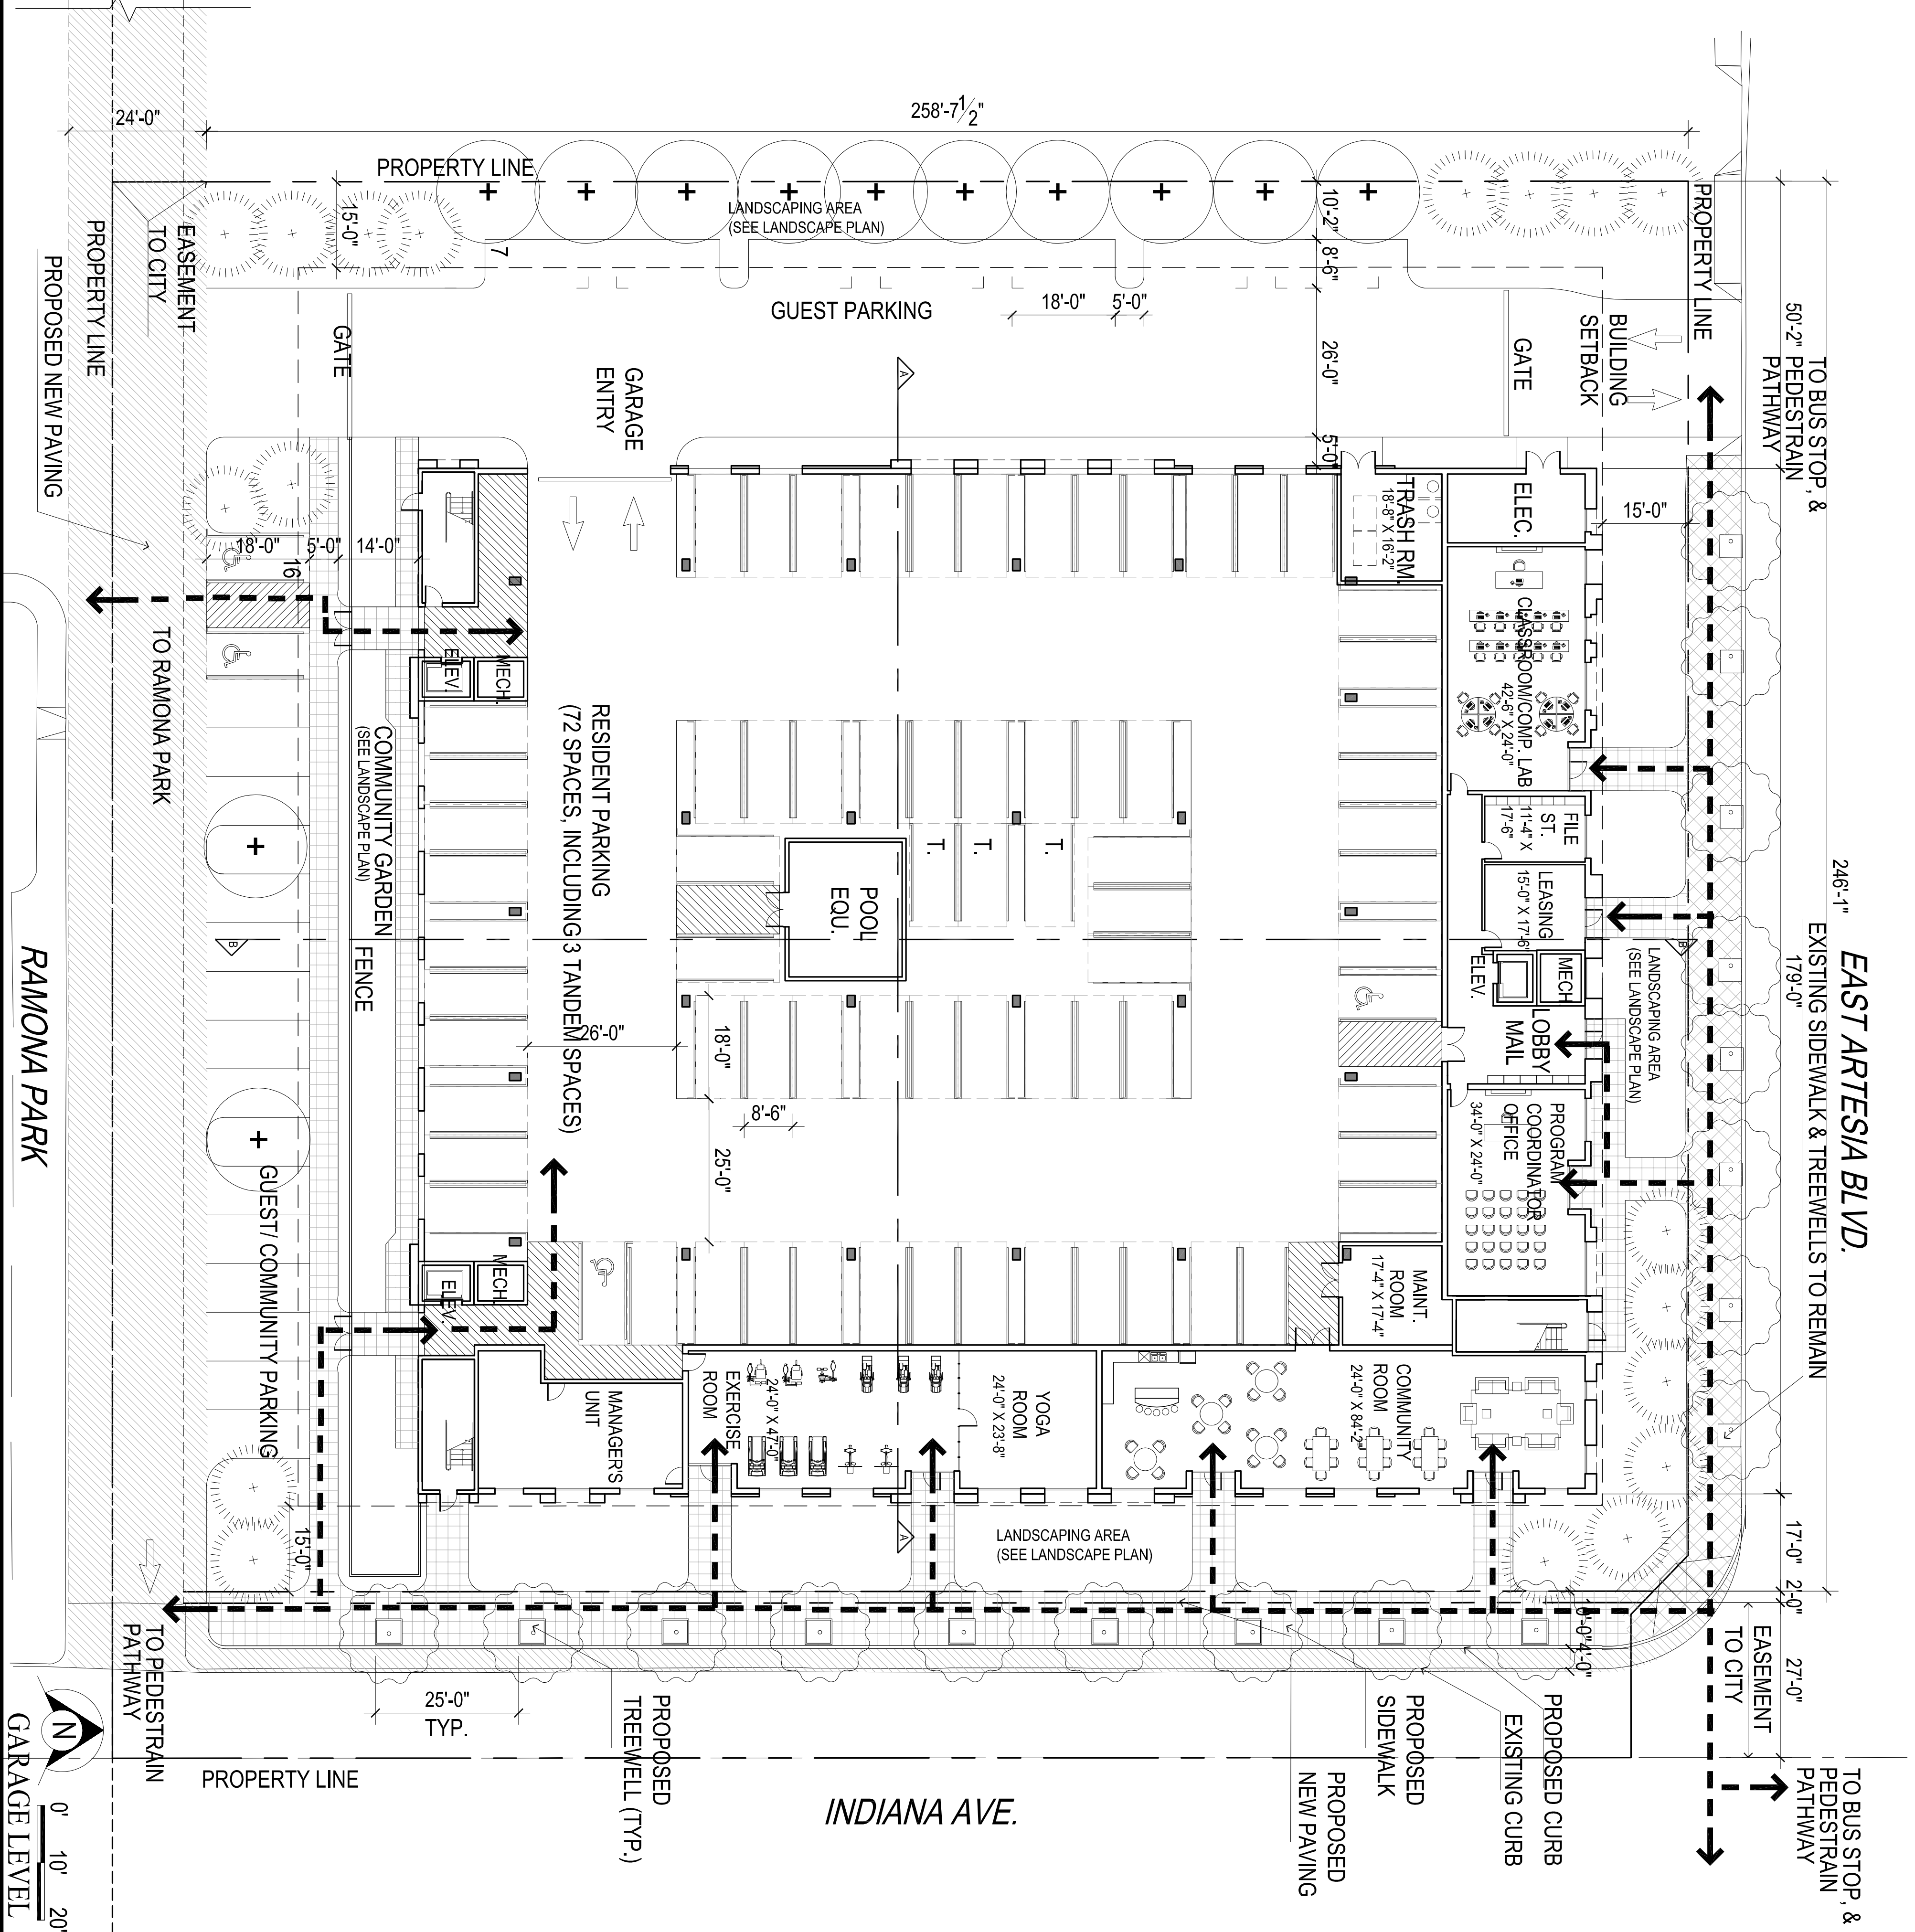 24'-0"
258'-7 1/2"
PROPERTY LINE
15'-0"
7
LANDSCAPING AREA
(SEE LANDSCAPE PLAN)
10'-2"
8'-6"
26'-0"
5'-0"
GUEST PARKING
18'-0"
5'-0"
PROPERTY LINE
BUILDING
SETBACK
GATE
50'-2"
TO BUS STOP, &
PEDESTRAIN
PATHWAY
246'-1"
179'-0"
EAST ARTESIA BLVD.
EXISTING SIDEWALK & TREEWELLS TO REMAIN
15'-0"
EASEMENT
TO CITY
PROPERTY LINE
PROPOSED NEW PAVING
GATE
GARAGE
ENTRY
A
TRASH RM.
18'-8" X 16'-2"
ELEC.
CLASSROOM/COMP. LAB
42'-6" X 24'-0"
FILE
ST.
11'-4" X
17'-6"
LEASING
15'-0" X 17'-6"
MECH
ELEV.
LOBBY
MAIL
B
LANDSCAPING AREA
(SEE LANDSCAPE PLAN)
PROGRAM
COORDINATOR
OFFICE
34'-0" X 24'-0"
18'-0"
5'-0"
14'-0"
16
TO RAMONA PARK
ELEV.
MECH.
COMMUNITY GARDEN
(SEE LANDSCAPE PLAN)
FENCE
B
RESIDENT PARKING
(72 SPACES, INCLUDING 3 TANDEM SPACES)
POOL
EQU.
T.
T.
T.
26'-0"
18'-0"
8'-6"
25'-0"
RAMONA PARK
GUEST/ COMMUNITY PARKING
MECH.
ELEV.
MAINT.
ROOM
17'-4" X 17'-4"
MANAGER'S
UNIT
EXERCISE
ROOM
24'-0" X 47'-0"
YOGA
ROOM
24'-0" X 23'-8"
COMMUNITY
ROOM
24'-0" X 84'-2"
15'-0"
A
LANDSCAPING AREA
(SEE LANDSCAPE PLAN)
17'-0"
2'-0"
27'-0"
4'-0"
EASEMENT
TO CITY
TO PEDESTRAIN
PATHWAY
25'-0"
TYP.
PROPOSED
TREEWELL (TYP.)
PROPOSED
SIDEWALK
PROPOSED
NEW PAVING
EXISTING CURB
PROPOSED CURB
TO BUS STOP, &
PEDESTRAIN
PATHWAY
PROPERTY LINE
INDIANA AVE.
N
GARAGE LEVEL
0'
10'
20'